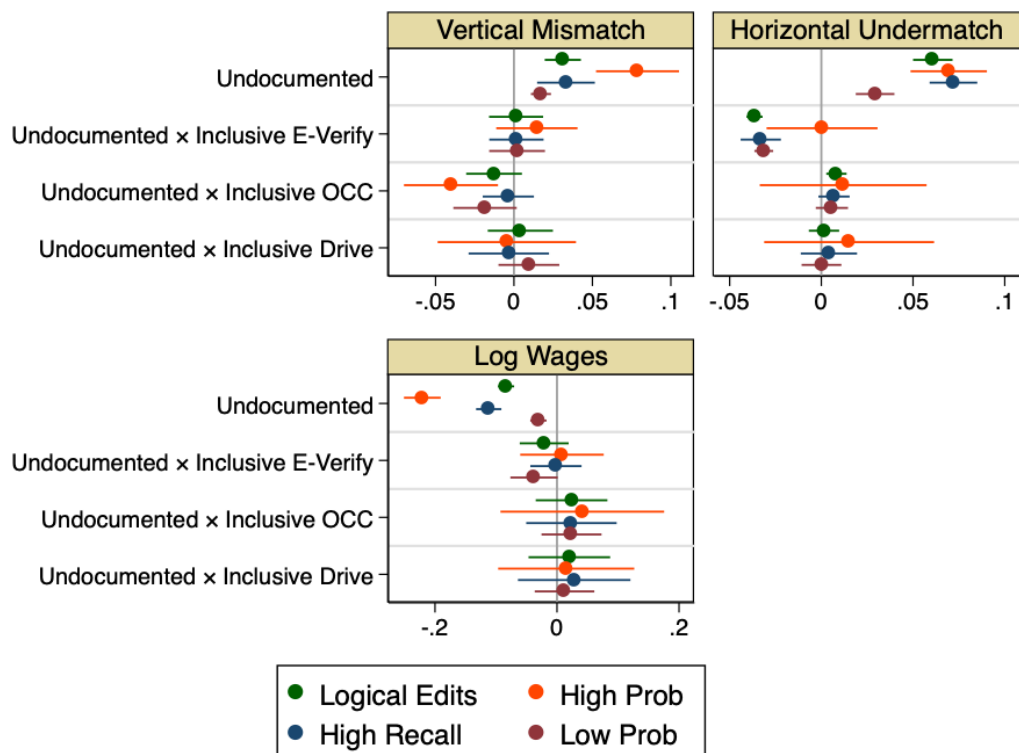 Vertical Mismatch
Horizontal Undermatch
Undocumented
Undocumented × Inclusive E-Verify
Undocumented × Inclusive OCC
Undocumented × Inclusive Drive
-.05 0 .05 .1
-.05 0 .05 .1
Log Wages
Undocumented
Undocumented × Inclusive E-Verify
Undocumented × Inclusive OCC
Undocumented × Inclusive Drive
-.2 0 .2
Logical Edits High Prob
High Recall Low Prob